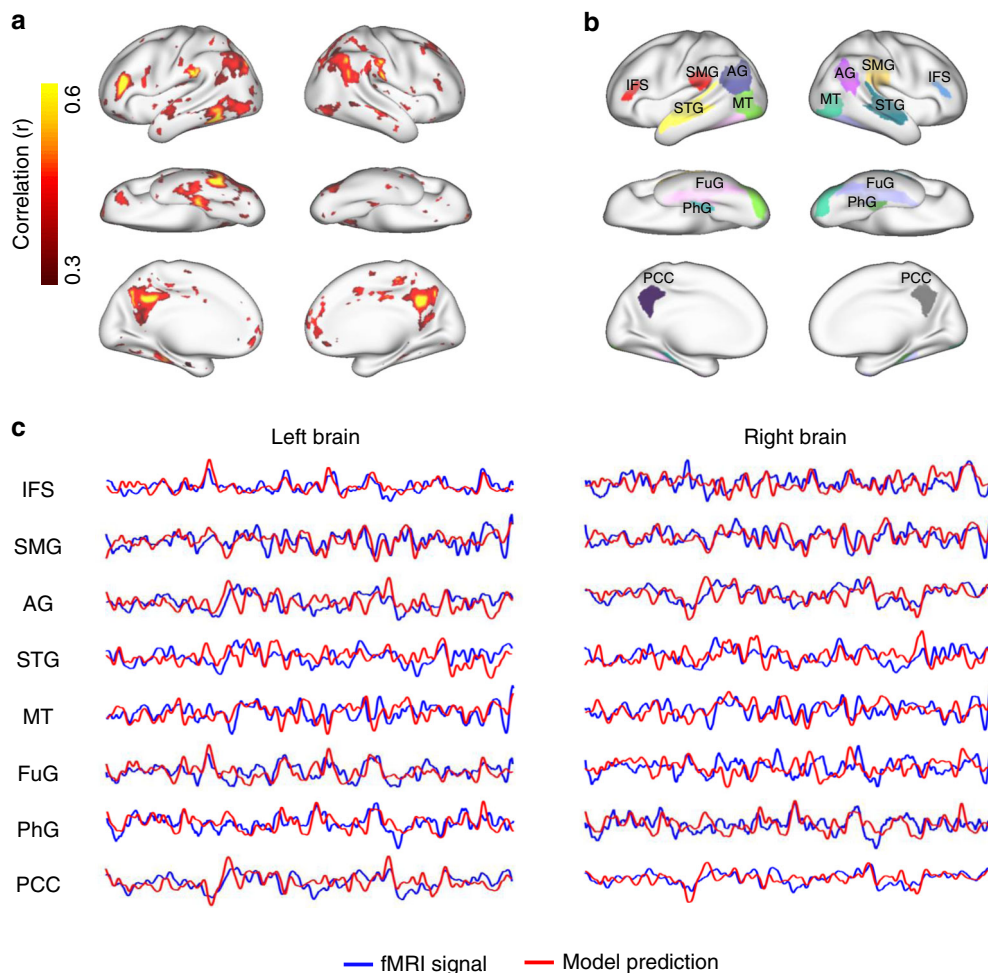 a
Correlation (r)
0.6
0.3
b
IFS
SMG
AG
STG
MT
AG
SMG
IFS
MT
STG
FuG
PhG
FuG
PhG
PCC
PCC
c
Left brain
Right brain
IFS
SMG
AG
STG
MT
FuG
PhG
PCC
fMRI signal
Model prediction